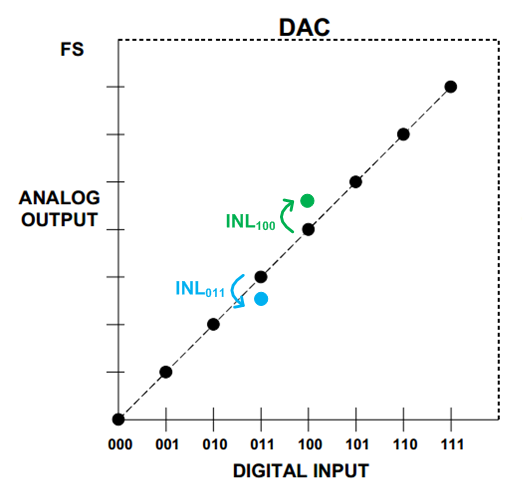 DAC
FS
ANALOG
OUTPUT
INL100
INL011
000 001 010 011 100 101 110 111
DIGITAL INPUT